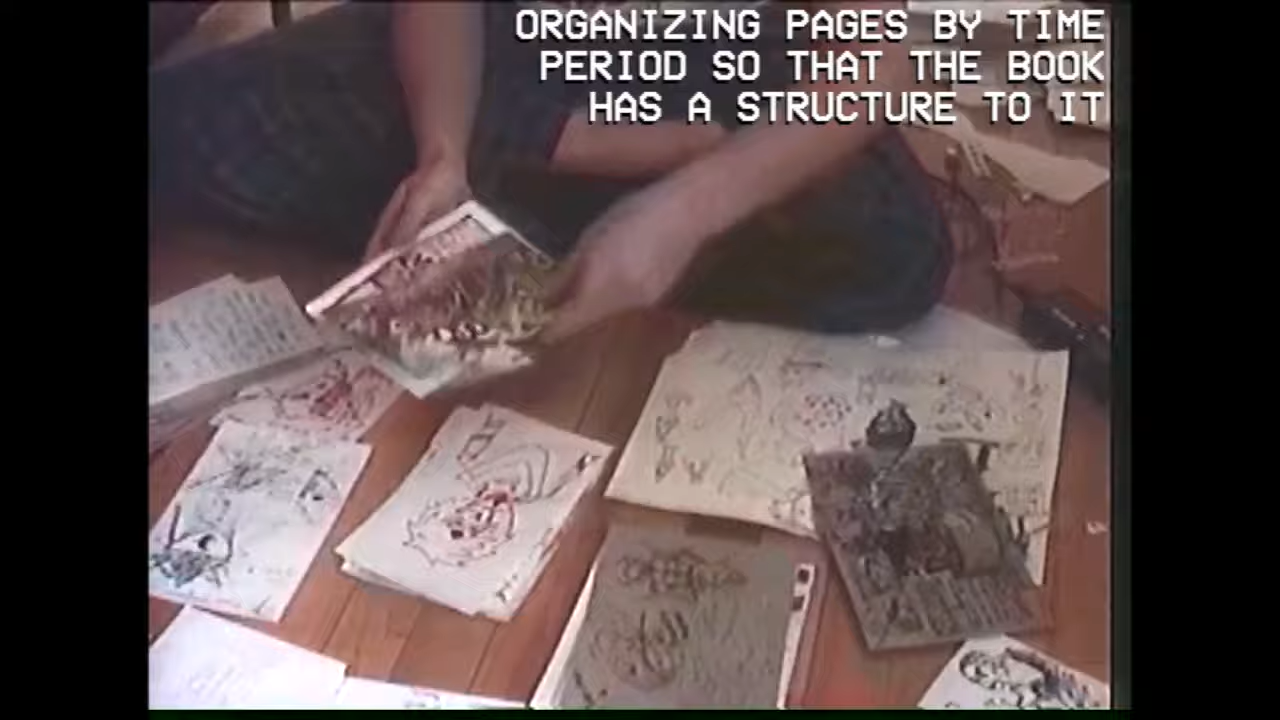 ORGANIZING PAGES BY TIME
PERIOD SO THAT THE BOOK
HAS A STRUCTURE TO IT